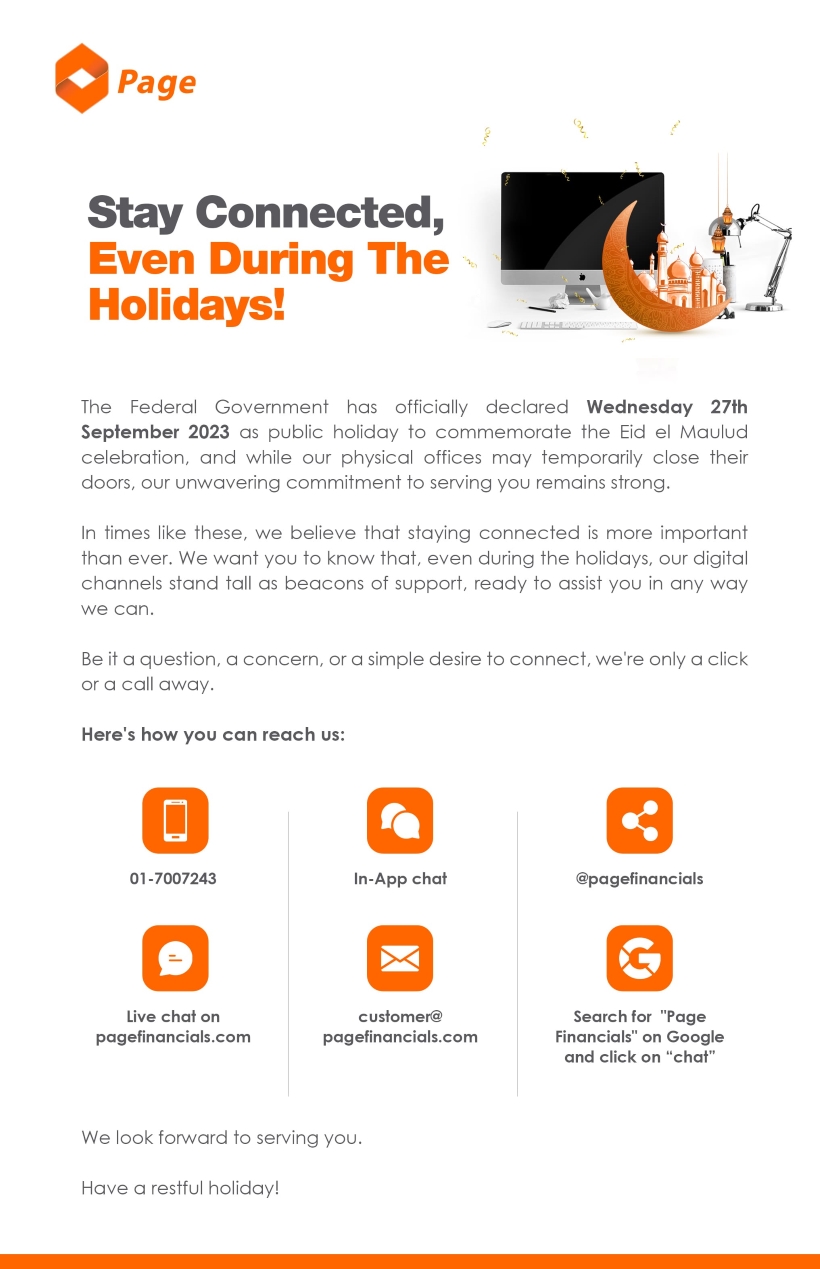 Page
Stay Connected,
Even During The
Holidays!
The Federal Government has officially declared Wednesday 27th
September 2023 as public holiday to commemorate the Eid el Maulud
celebration, and while our physical offices may temporarily close their
doors, our unwavering commitment to serving you remains strong.
In times like these, we believe that staying connected is more important
than ever. We want you to know that, even during the holidays, our digital
channels stand tall as beacons of support, ready to assist you in any way
we can.
Be it a question, a concern, or a simple desire to connect, we're only a click
or a call away.
Here's how you can reach us:
01-7007243
In-App chat
@pagefinancials
Live chat on
pagefinancials.com
customer@
pagefinancials.com
Search for "Page
Financials" on Google
and click on “chat”
We look forward to serving you.
Have a restful holiday!